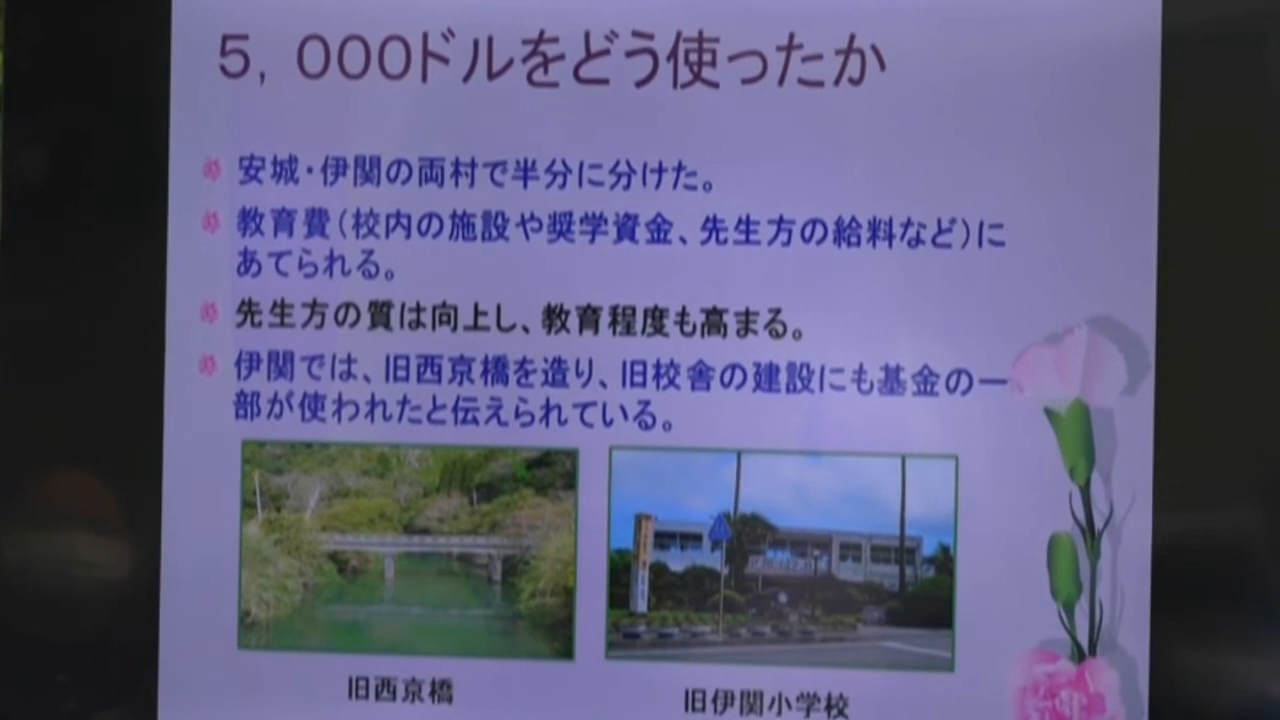 5,000ドルをどう使ったか
安城・伊関の両村で半分に分けた。
教育費(校内の施設や奨学資金、先生方の給料など)に
あてられる。
先生方の質は向上し、教育程度も高まる。
伊関では、旧西京橋を造り、旧校舎の建設にも基金の一
部が使われたと伝えられている。
旧西京橋
旧伊関小学校